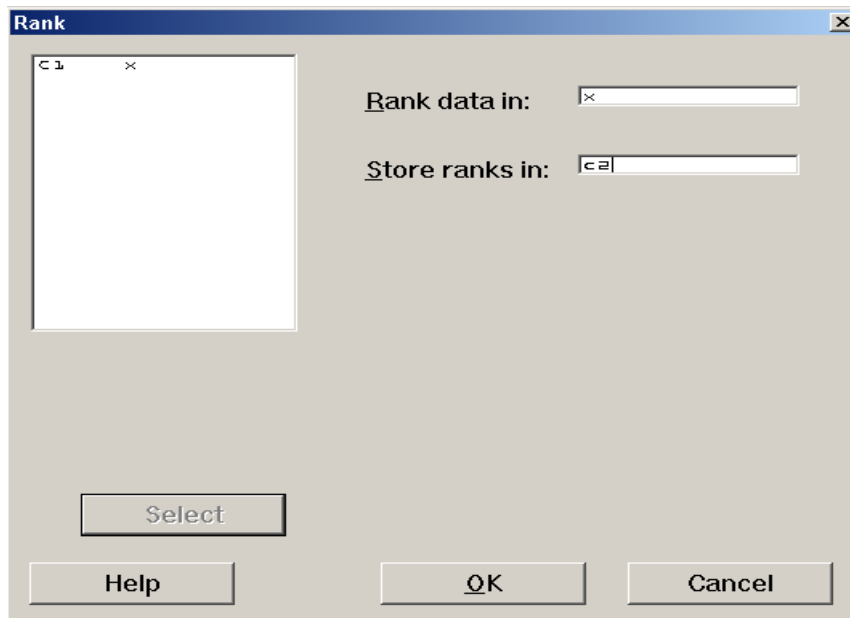 Rank
C1 x
Rank data in: x
Store ranks in: c2
Select
Help OK Cancel